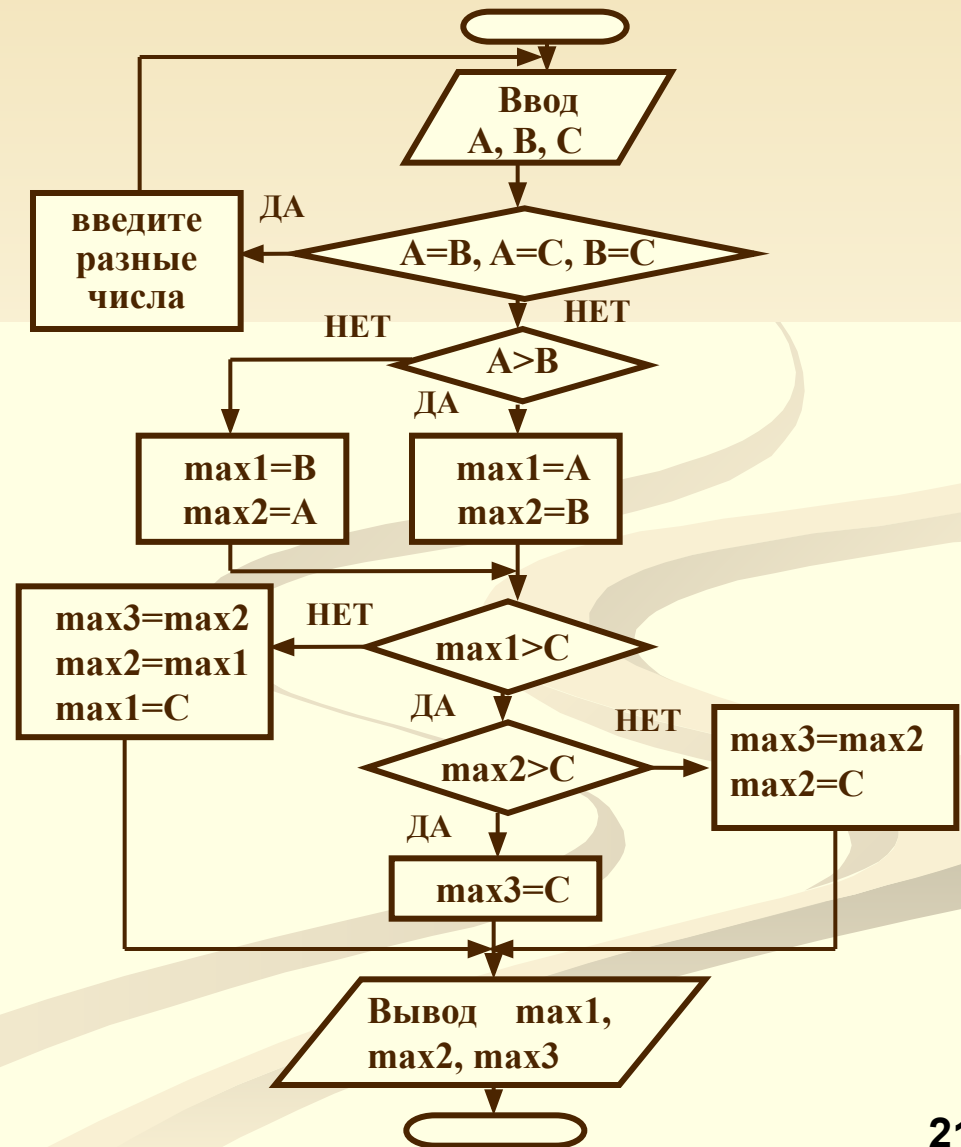 Ввод
A, B, C
ДА
введите
разные
числа
A=B, A=C, B=C
НЕТ
НЕТ
A>B
ДА
max1=B
max2=A
max1=A
max2=B
max3=max2
max2=max1
max1=C
НЕТ
max1>C
ДА
НЕТ
max2>C
max3=max2
max2=C
ДА
max3=C
Вывод max1,
max2, max3
21